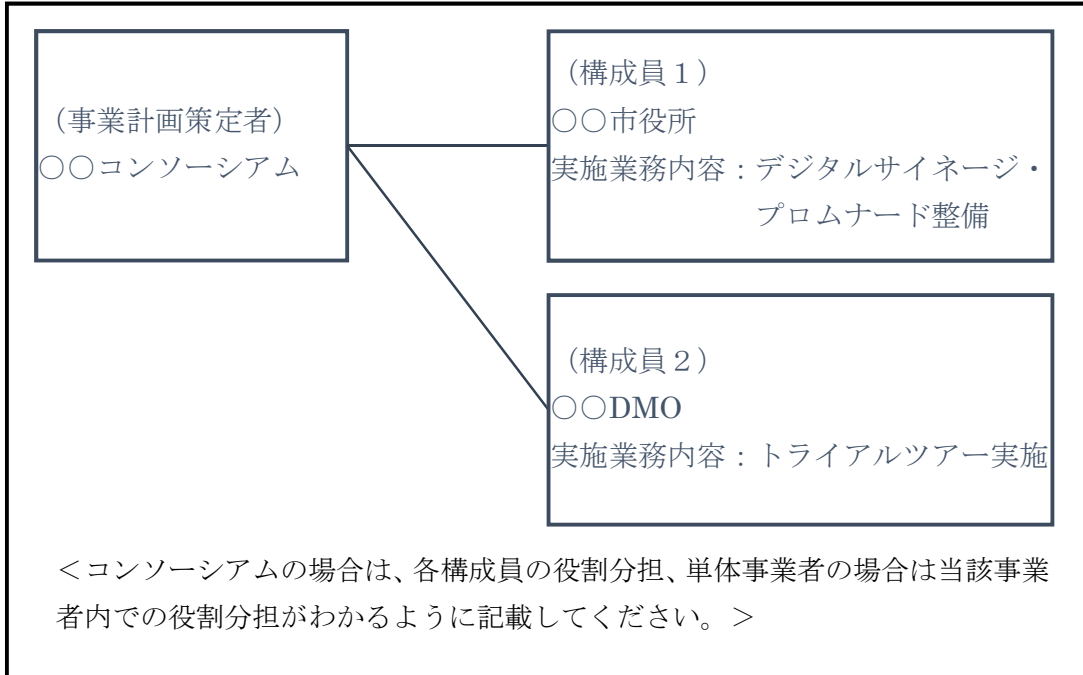 （事業計画策定者）
○○コンソーシアム
（構成員１）
○○市役所
実施業務内容：デジタルサイネージ・
プロムナード整備
（構成員２）
○○DMO
実施業務内容：トライアルツアー実施
＜コンソーシアムの場合は、各構成員の役割分担、単体事業者の場合は当該事業
者内での役割分担がわかるように記載してください。＞